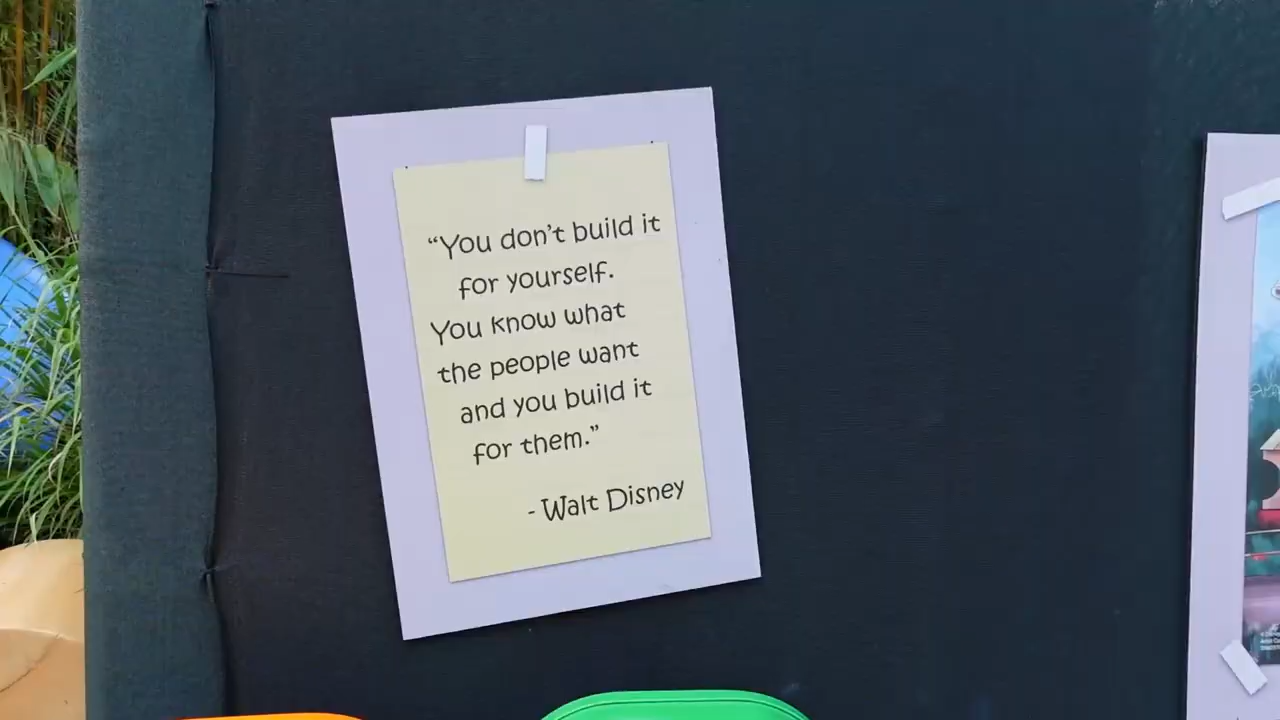 “You don’t build it
for yourself.
You know what
the people want
and you build it
for them.”
- Walt Disney